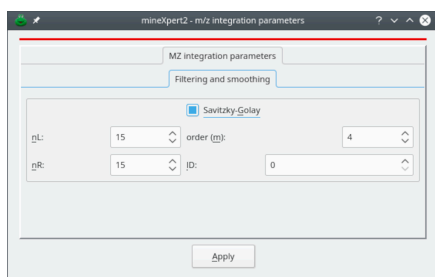 mineXpert2 - m/z integration parameters
MZ integration parameters
Filtering and smoothing
Savitzky-Golay
nL: 15 order (m): 4
nR: 15 lD: 0
Apply